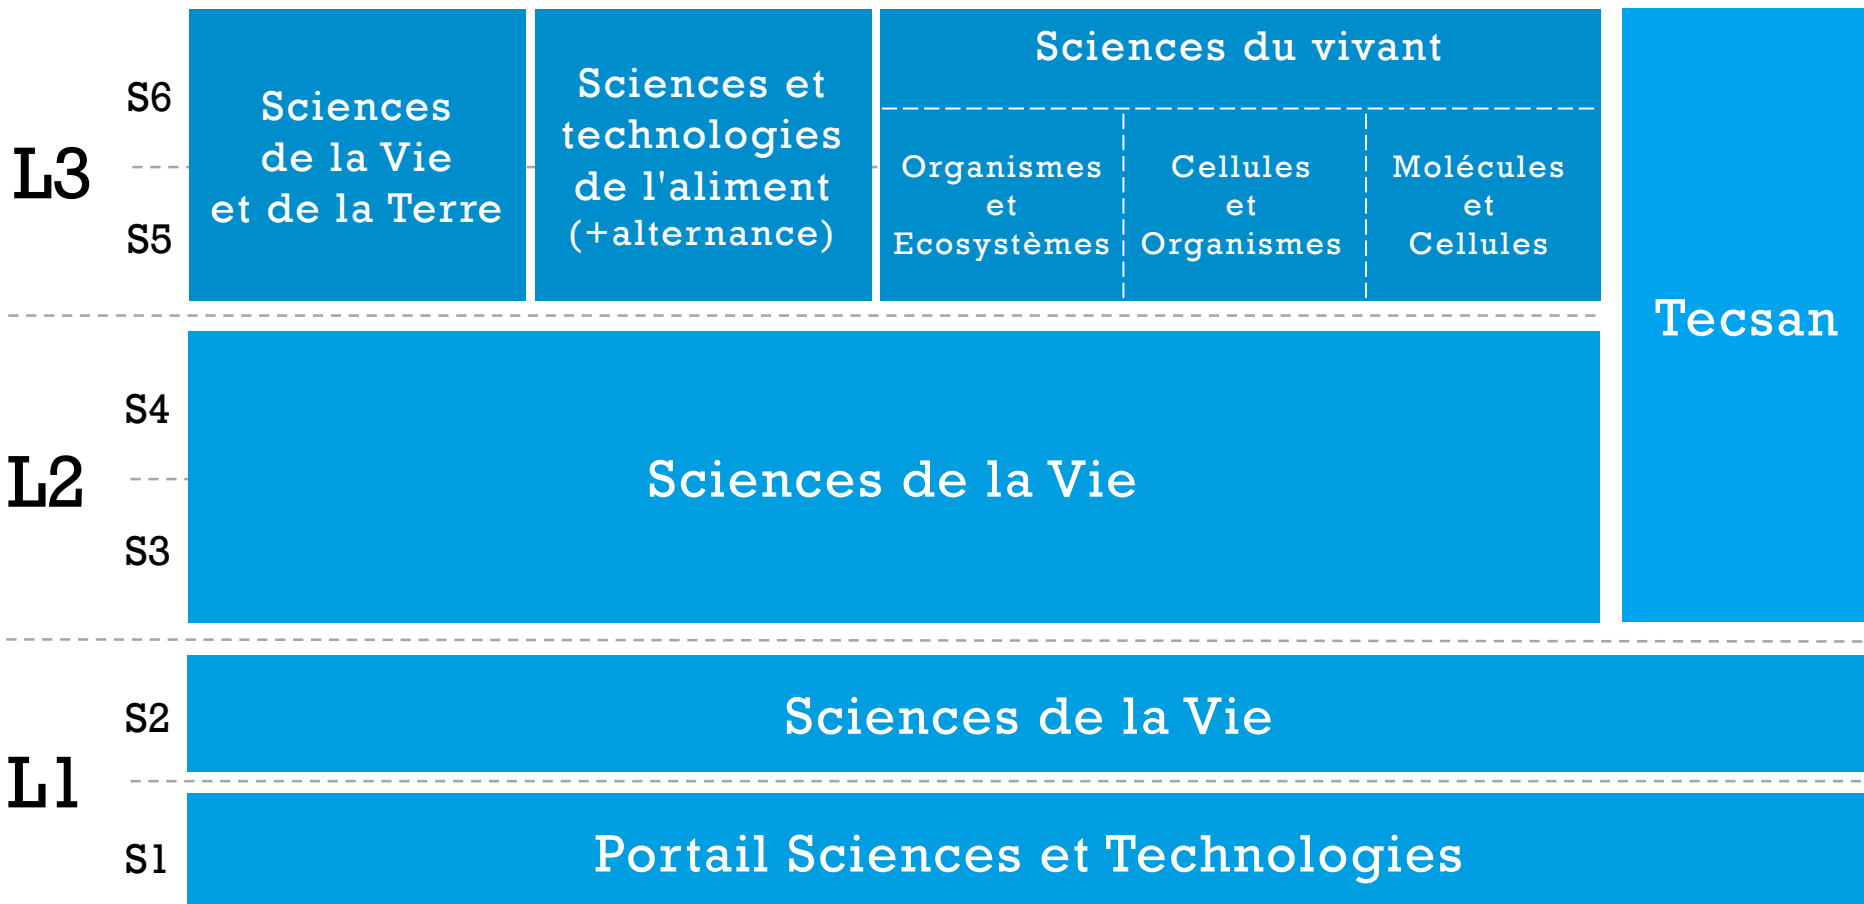 L3
S6
S5
Sciences
de la Vie
et de la Terre
Sciences et
technologies
de l'aliment
(+alternance)
Sciences du vivant
Organismes
et
Ecosystèmes
Cellules
et
Organismes
Molécules
et
Cellules
Tecsan
L2
S4
S3
Sciences de la Vie
L1
S2
Sciences de la Vie
S1
Portail Sciences et Technologies